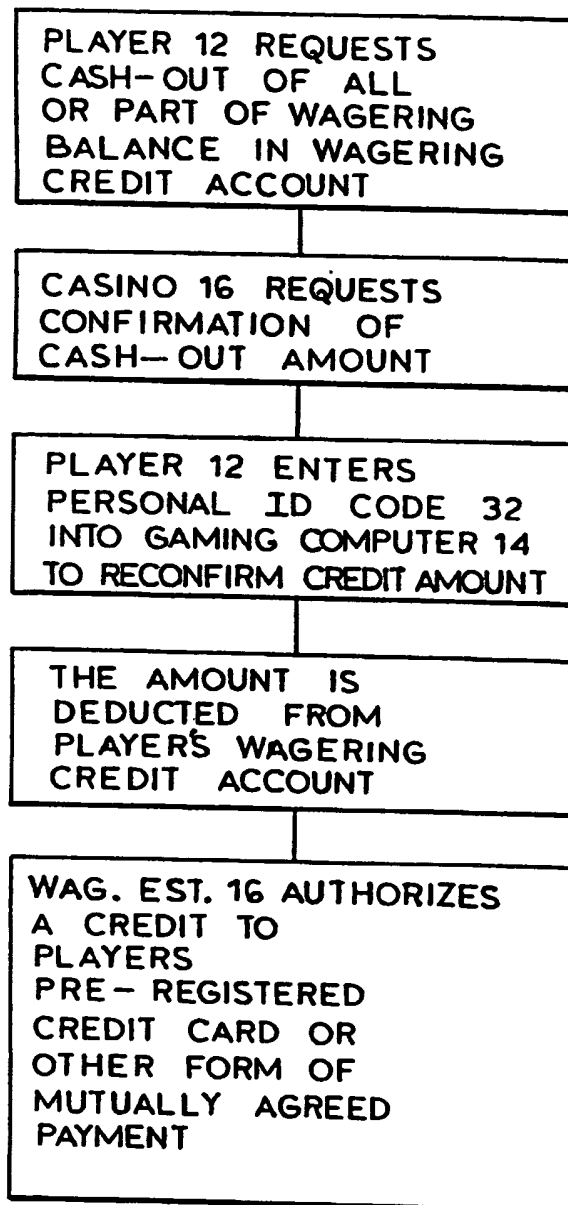 PLAYER 12 REQUESTS
CASH-OUT OF ALL
OR PART OF WAGERING
BALANCE IN WAGERING
CREDIT ACCOUNT
CASINO 16 REQUESTS
CONFIRMATION OF
CASH-OUT AMOUNT
PLAYER 12 ENTERS
PERSONAL ID CODE 32
INTO GAMING COMPUTER 14
TO RECONFIRM CREDIT AMOUNT
THE AMOUNT IS
DEDUCTED FROM
PLAYER'S WAGERING
CREDIT ACCOUNT
WAG. EST. 16 AUTHORIZES
A CREDIT TO
PLAYERS
PRE-REGISTERED
CREDIT CARD OR
OTHER FORM OF
MUTUALLY AGREED
PAYMENT